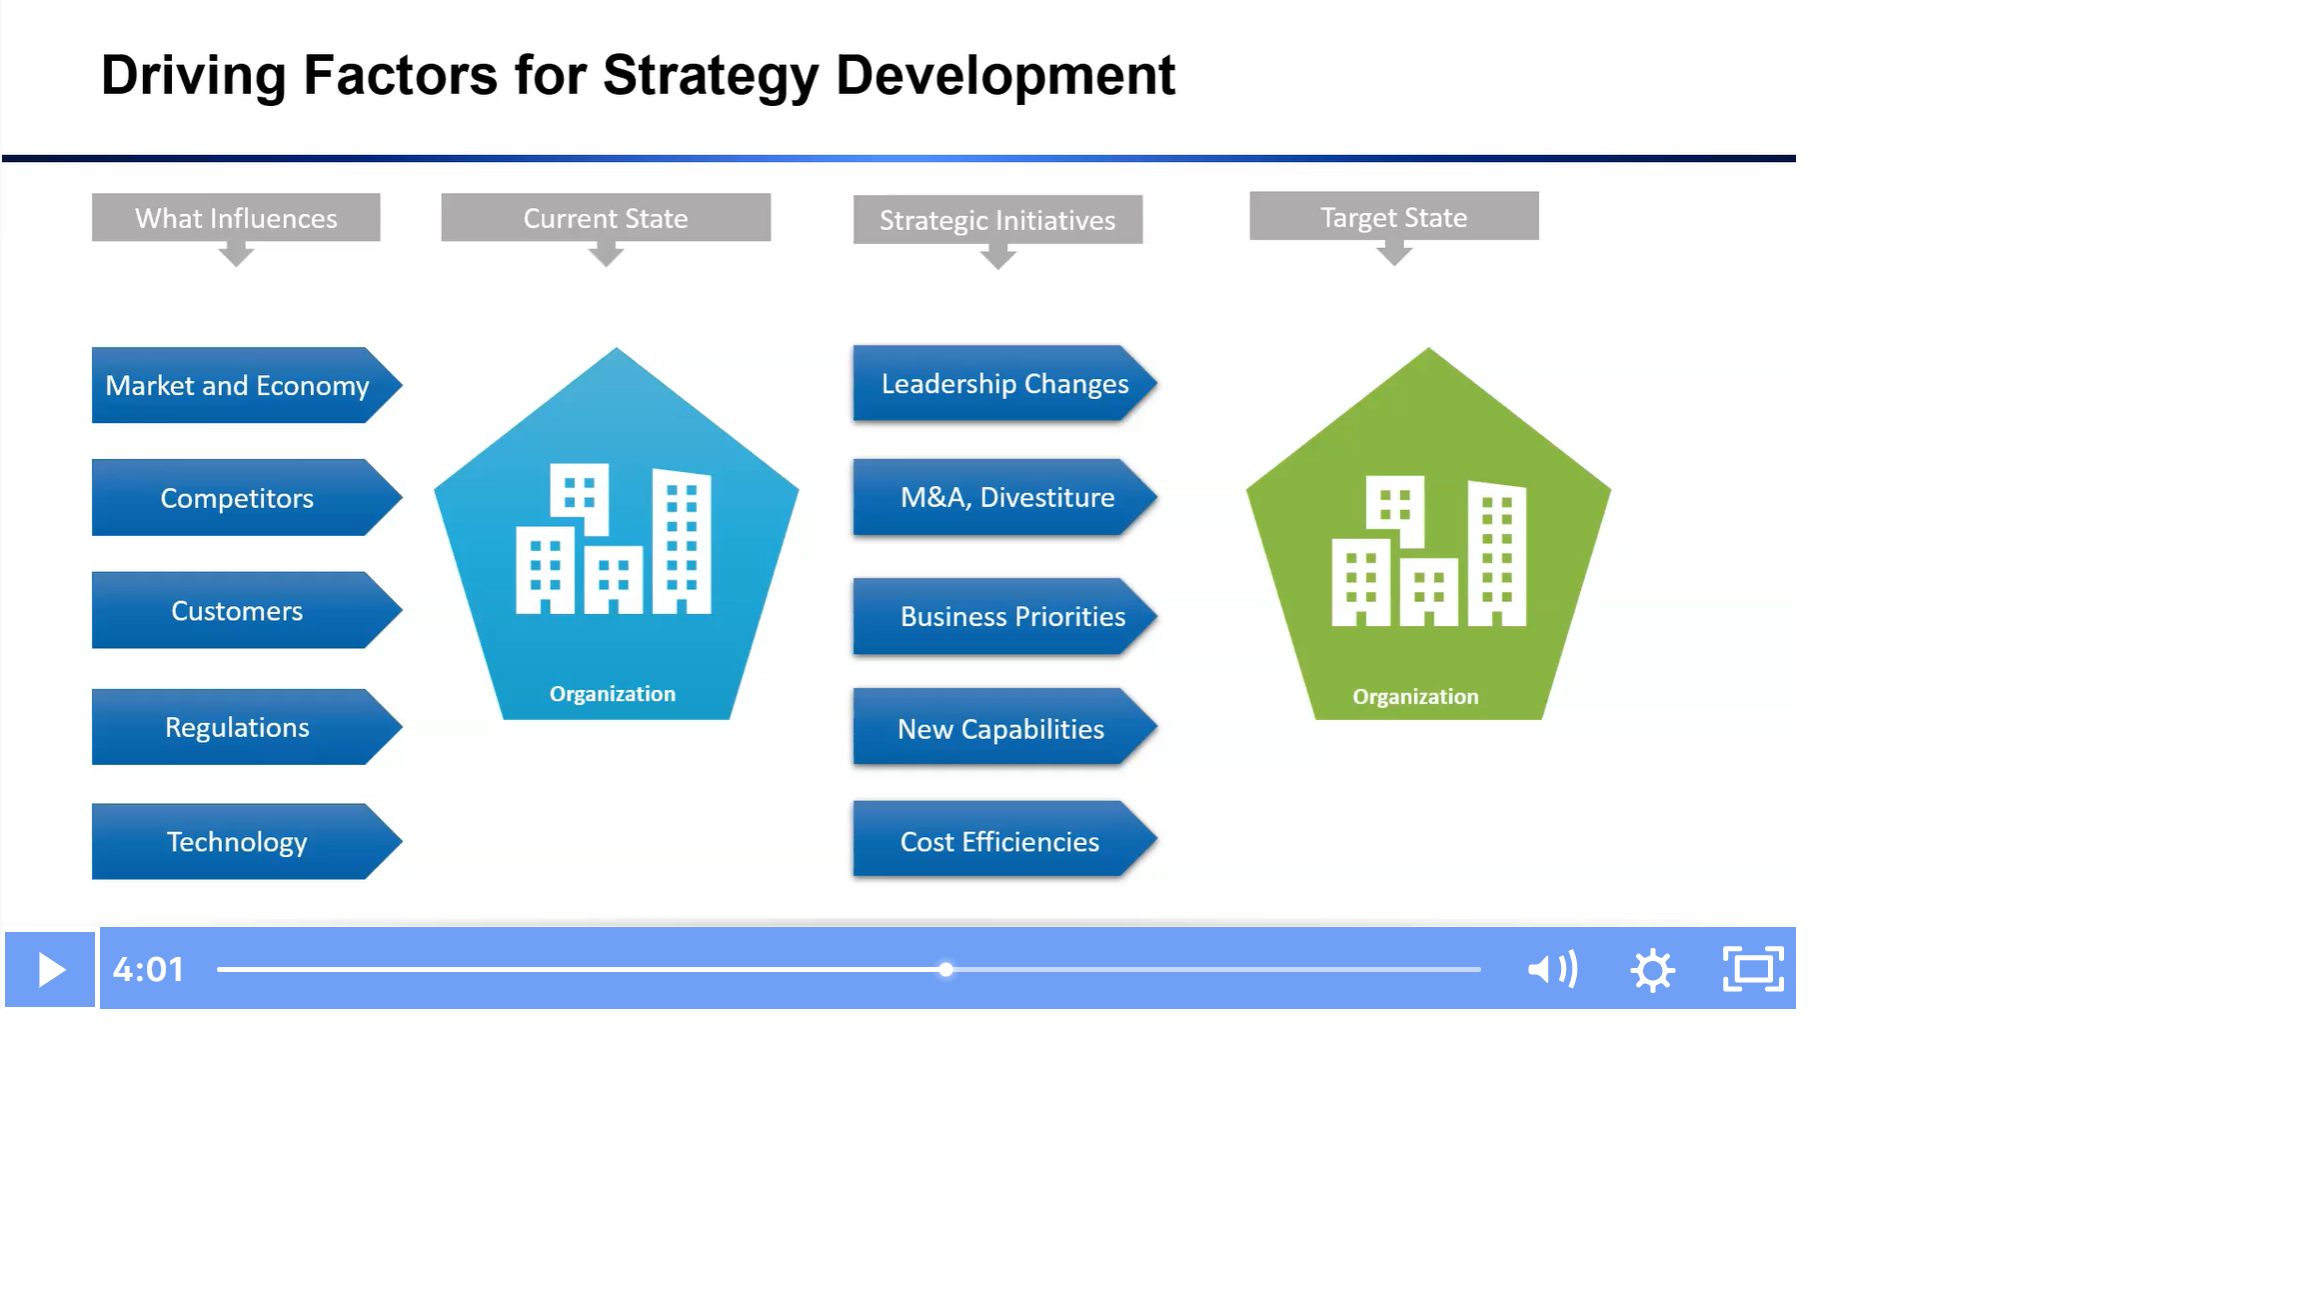 Driving Factors for Strategy Development
What Influences
Current State
Strategic Initiatives
Target State
Market and Economy
Competitors
Customers
Regulations
Technology
Organization
Leadership Changes
M&A, Divestiture
Business Priorities
New Capabilities
Cost Efficiencies
Organization
4:01